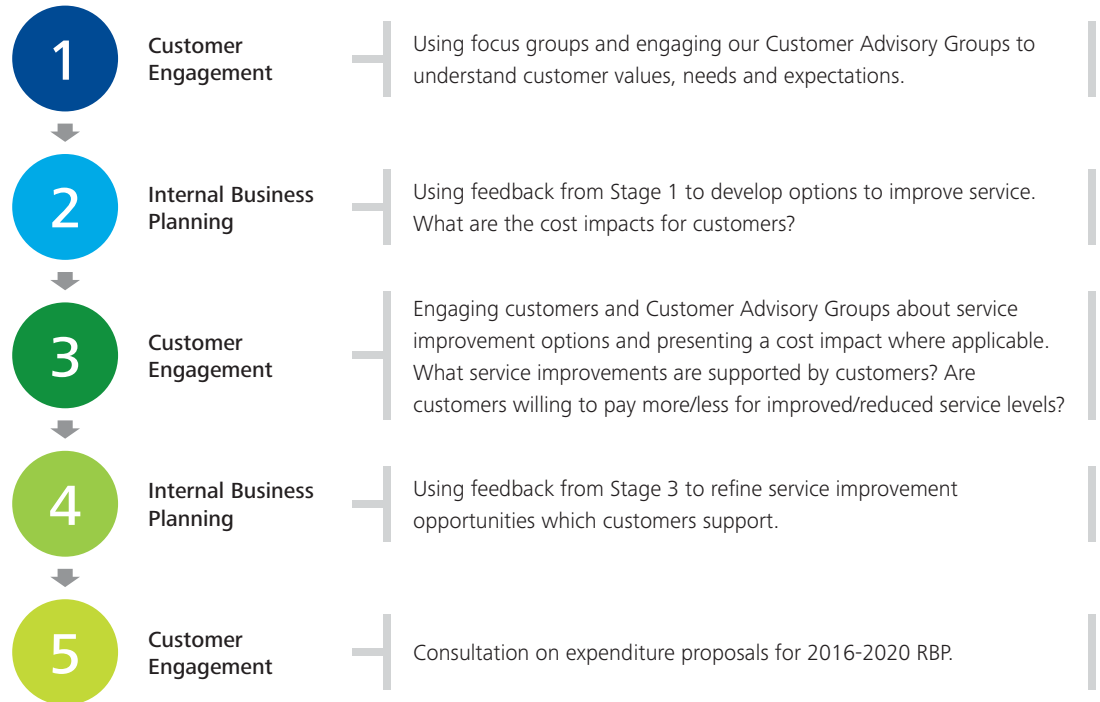 1
Customer
Engagement
Using focus groups and engaging our Customer Advisory Groups to
understand customer values, needs and expectations.
2
Internal Business
Planning
Using feedback from Stage 1 to develop options to improve service.
What are the cost impacts for customers?
3
Customer
Engagement
Engaging customers and Customer Advisory Groups about service
improvement options and presenting a cost impact where applicable.
What service improvements are supported by customers? Are
customers willing to pay more/less for improved/reduced service levels?
4
Internal Business
Planning
Using feedback from Stage 3 to refine service improvement
opportunities which customers support.
5
Customer
Engagement
Consultation on expenditure proposals for 2016-2020 RBP.